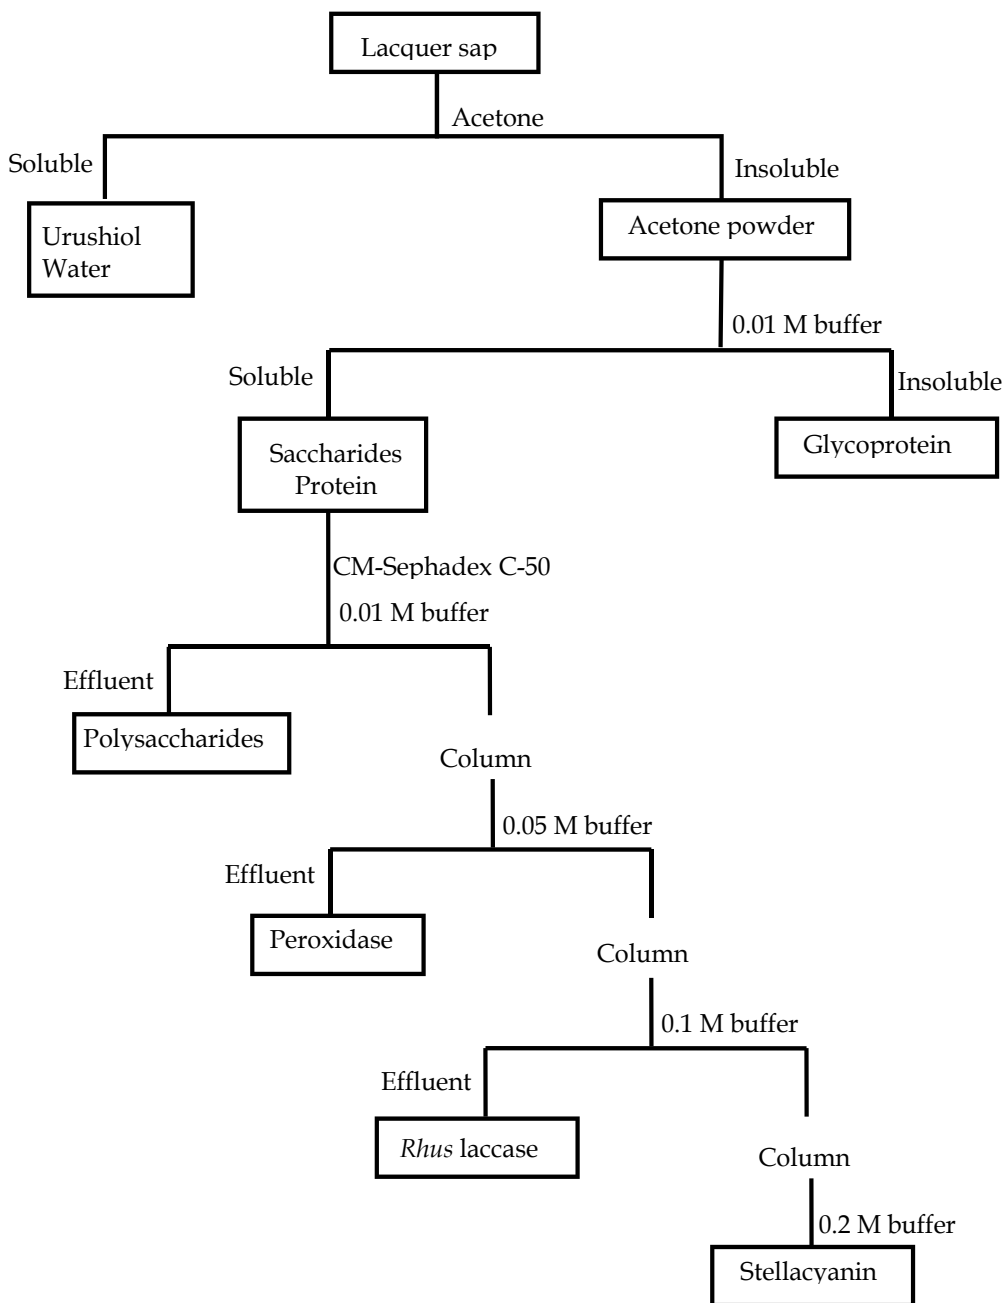 Lacquer sap
Acetone
Soluble
Insoluble
Urushiol
Water
Acetone powder
0.01 M buffer
Soluble
Insoluble
Saccharides
Protein
Glycoprotein
CM-Sephadex C-50
0.01 M buffer
Effluent
Polysaccharides
Column
0.05 M buffer
Effluent
Peroxidase
Column
0.1 M buffer
Effluent
Rhus laccase
Column
0.2 M buffer
Stellacyanin